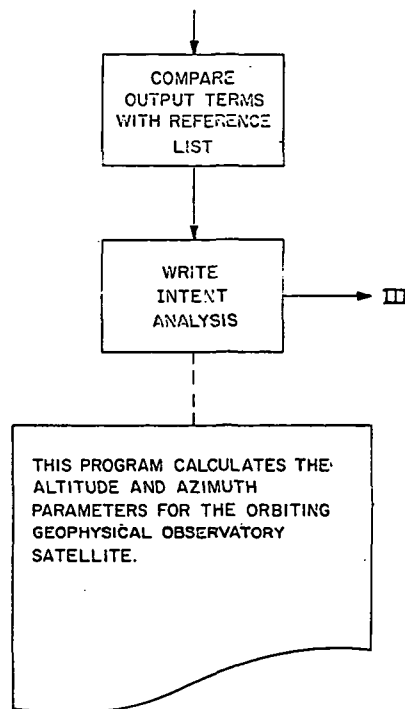 COMPARE
OUTPUT TERMS
WITH REFERENCE
LIST
WRITE
INTENT
ANALYSIS
III
THIS PROGRAM CALCULATES THE
ALTITUDE AND AZIMUTH
PARAMETERS FOR THE ORBITING
GEOPHYSICAL OBSERVATORY
SATELLITE.